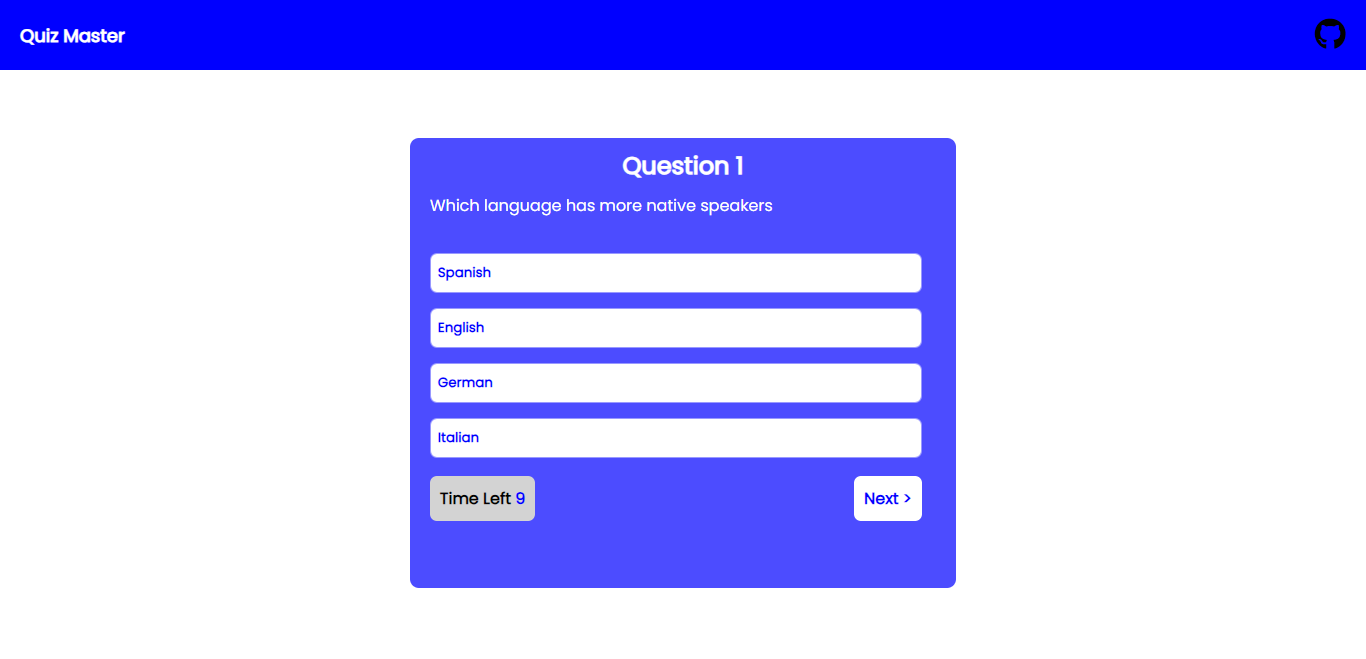 Quiz Master
Question 1
Which language has more native speakers
Spanish
English
German
Italian
Time Left 9
Next >